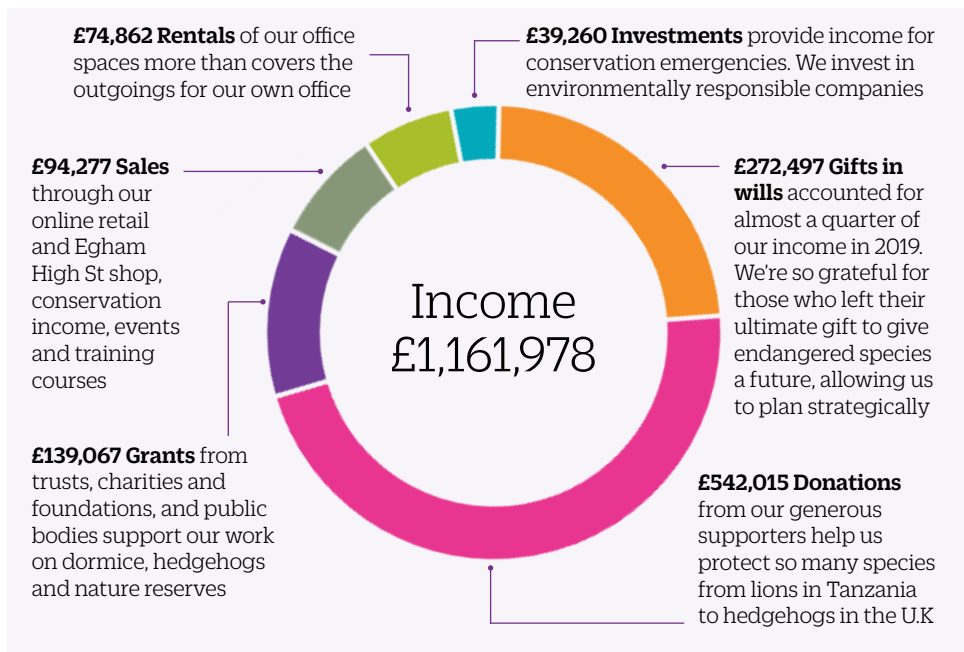 £74,862 Rentals of our office
spaces more than covers the
outgoings for our own office
£39,260 Investments provide income for
conservation emergencies. We invest in
environmentally responsible companies
£94,277 Sales
through our
online retail
and Egham
High St shop,
conservation
income, events
and training
courses
£272,497 Gifts in
wills accounted for
almost a quarter of
our income in 2019.
We're so grateful for
those who left their
ultimate gift to give
endangered species
a future, allowing us
to plan strategically
Income
£1,161,978
£139,067 Grants from
trusts, charities and
foundations, and public
bodies support our work
on dormice, hedgehogs
and nature reserves
£542,015 Donations
from our generous
supporters help us
protect so many species
from lions in Tanzania
to hedgehogs in the U.K